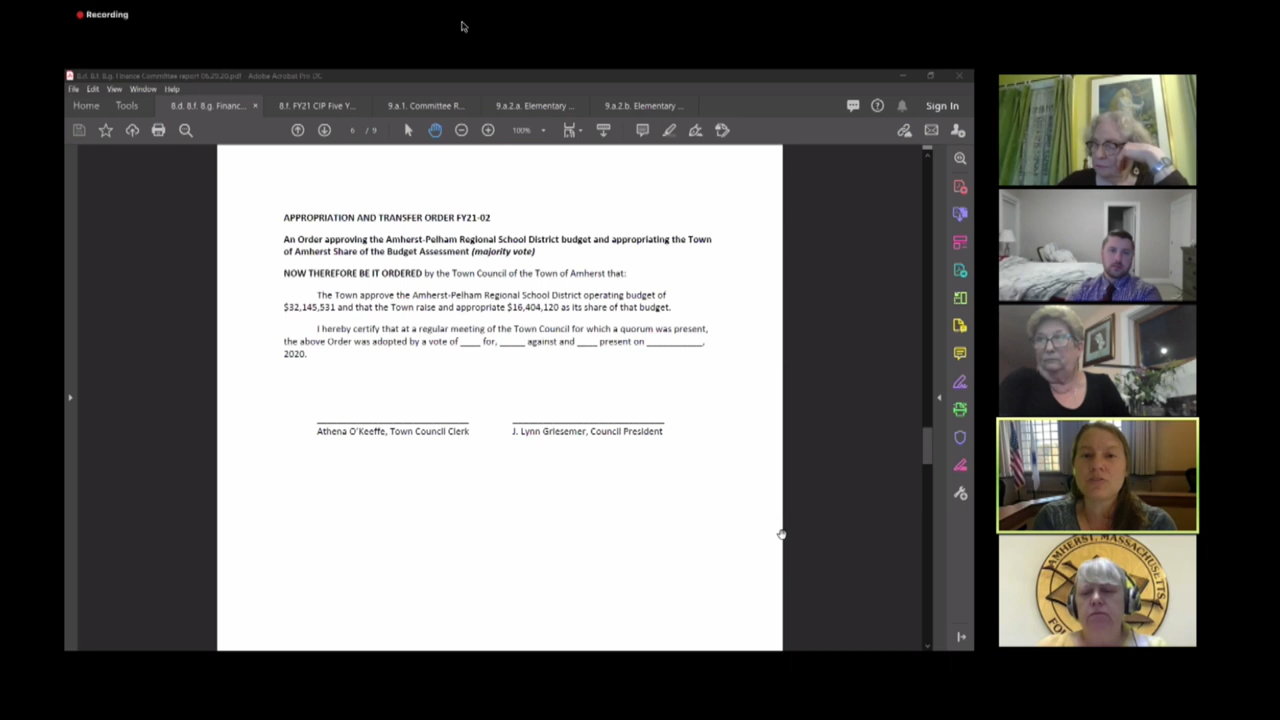 Recording
8.d. 8.f. 8.g. Finance Committee report 06.29.20.pdf - Adobe Acrobat Pro DC
File Edit View Window Help
Home Tools 8.d. 8.f. 8.g. Financ... × 8.f. FY21 CIP Five Y... 9.a.1. Committee R... 9.a.2.a. Elementary ... 9.a.2.b. Elementary ... Sign In
6 / 9 100%
APPROPRIATION AND TRANSFER ORDER FY21-02
An Order approving the Amherst-Pelham Regional School District budget and appropriating the Town
of Amherst Share of the Budget Assessment (majority vote)
NOW THEREFORE BE IT ORDERED by the Town Council of the Town of Amherst that:
The Town approve the Amherst-Pelham Regional School District operating budget of
$32,145,531 and that the Town raise and appropriate $16,404,120 as its share of that budget.
I hereby certify that at a regular meeting of the Town Council for which a quorum was present,
the above Order was adopted by a vote of ____ for, _____ against and ____ present on ___________,
2020.
Athena O'Keeffe, Town Council Clerk J. Lynn Griesemer, Council President
AMHERST, MASSACHUSETTS